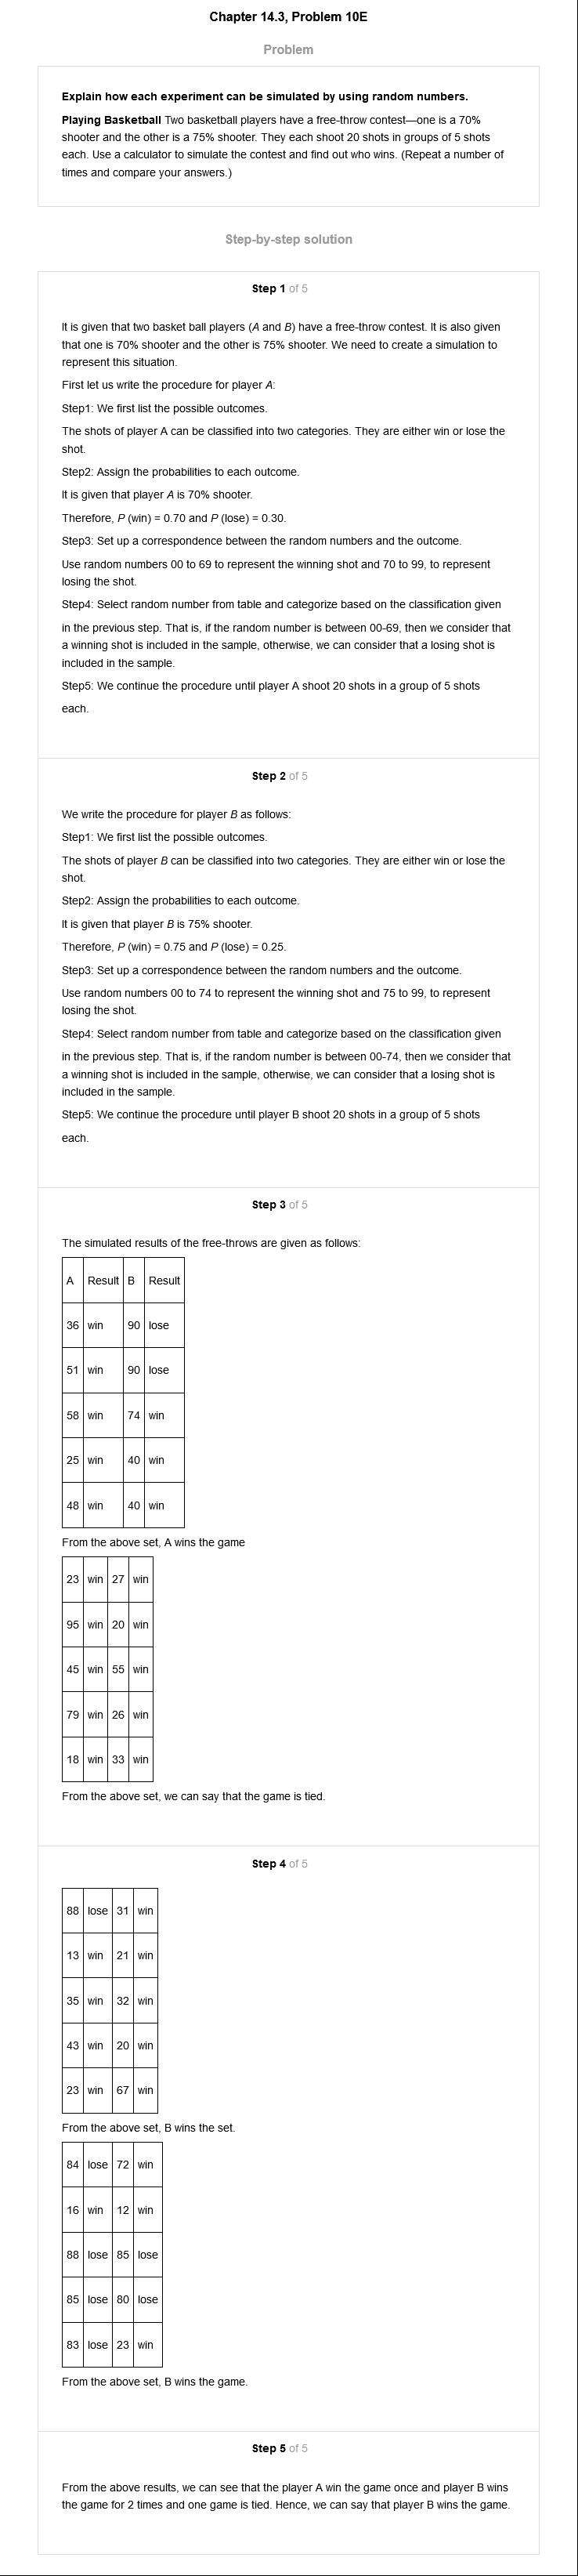 Chapter 14.3, Problem 10E
Problem
Explain how each experiment can be simulated by using random numbers.
Playing Basketball Two basketball players have a free-throw contest—one is a 70%
shooter and the other is a 75% shooter. They each shoot 20 shots in groups of 5 shots
each. Use a calculator to simulate the contest and find out who wins. (Repeat a number of
times and compare your answers.)
Step-by-step solution
Step 1 of 5
It is given that two basket ball players (A and B) have a free-throw contest. It is also given
that one is 70% shooter and the other is 75% shooter. We need to create a simulation to
represent this situation.
First let us write the procedure for player A:
Step1: We first list the possible outcomes.
The shots of player A can be classified into two categories. They are either win or lose the
shot.
Step2: Assign the probabilities to each outcome.
It is given that player A is 70% shooter.
Therefore, P (win) = 0.70 and P (lose) = 0.30.
Step3: Set up a correspondence between the random numbers and the outcome.
Use random numbers 00 to 69 to represent the winning shot and 70 to 99, to represent
losing the shot.
Step4: Select random number from table and categorize based on the classification given
in the previous step. That is, if the random number is between 00-69, then we consider that
a winning shot is included in the sample, otherwise, we can consider that a losing shot is
included in the sample.
Step5: We continue the procedure until player A shoot 20 shots in a group of 5 shots
each.
Step 2 of 5
We write the procedure for player B as follows:
Step1: We first list the possible outcomes.
The shots of player B can be classified into two categories. They are either win or lose the
shot.
Step2: Assign the probabilities to each outcome.
It is given that player B is 75% shooter.
Therefore, P (win) = 0.75 and P (lose) = 0.25.
Step3: Set up a correspondence between the random numbers and the outcome.
Use random numbers 00 to 74 to represent the winning shot and 75 to 99, to represent
losing the shot.
Step4: Select random number from table and categorize based on the classification given
in the previous step. That is, if the random number is between 00-74, then we consider that
a winning shot is included in the sample, otherwise, we can consider that a losing shot is
included in the sample.
Step5: We continue the procedure until player B shoot 20 shots in a group of 5 shots
each.
Step 3 of 5
The simulated results of the free-throws are given as follows:
A Result B Result
36 win 90 lose
51 win 90 lose
58 win 74 win
25 win 40 win
48 win 40 win
From the above set, A wins the game
23 win 27 win
95 win 20 win
45 win 55 win
79 win 26 win
18 win 33 win
From the above set, we can say that the game is tied.
Step 4 of 5
88 lose 31 win
13 win 21 win
35 win 32 win
43 win 20 win
23 win 67 win
From the above set, B wins the set.
84 lose 72 win
16 win 12 win
88 lose 85 lose
85 lose 80 lose
83 lose 23 win
From the above set, B wins the game.
Step 5 of 5
From the above results, we can see that the player A win the game once and player B wins
the game for 2 times and one game is tied. Hence, we can say that player B wins the game.